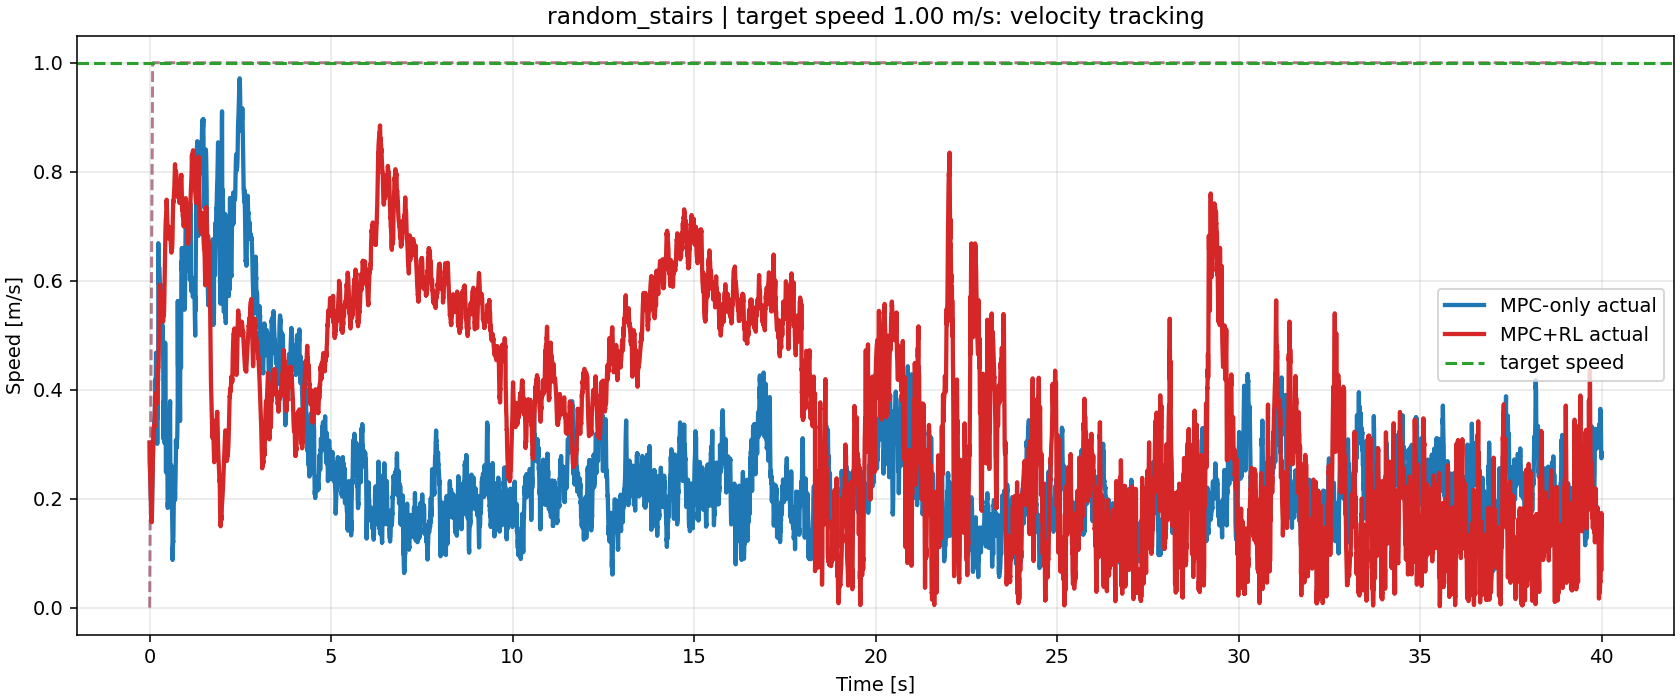 random_stairs | target speed 1.00 m/s: velocity tracking
1.0
0.8
0.6
0.4
0.2
0.0
Speed [m/s]
MPC-only actual
MPC+RL actual
target speed
0 5 10 15 20 25 30 35 40
Time [s]